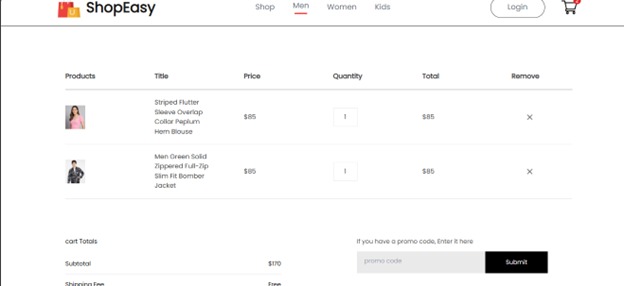 ShopEasy
Shop Men Women Kids Login
Products Title Price Quantity Total Remove
Striped Flutter
Sleeve Overlap
Collar Peplum
Hem Blouse
$85 1 $85
Men Green Solid
Zippered Full-Zip
Slim Fit Bomber
Jacket
$85 1 $85
cart Totals
If you have a promo code, Enter it here
Subtotal $170
promo code Submit
Shipping Fee Free